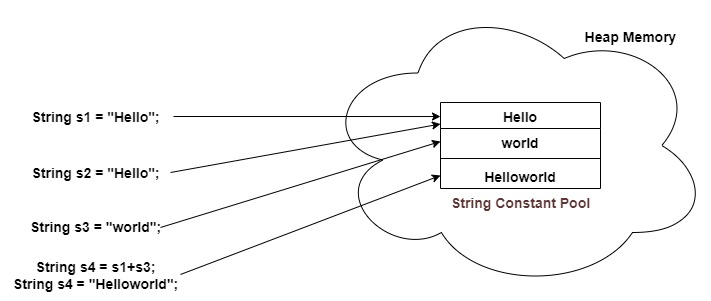 Heap Memory
String s1 = "Hello";
Hello
world
String s2 = "Hello";
Helloworld
String Constant Pool
String s3 = "world";
String s4 = s1+s3;
String s4 = "Helloworld";